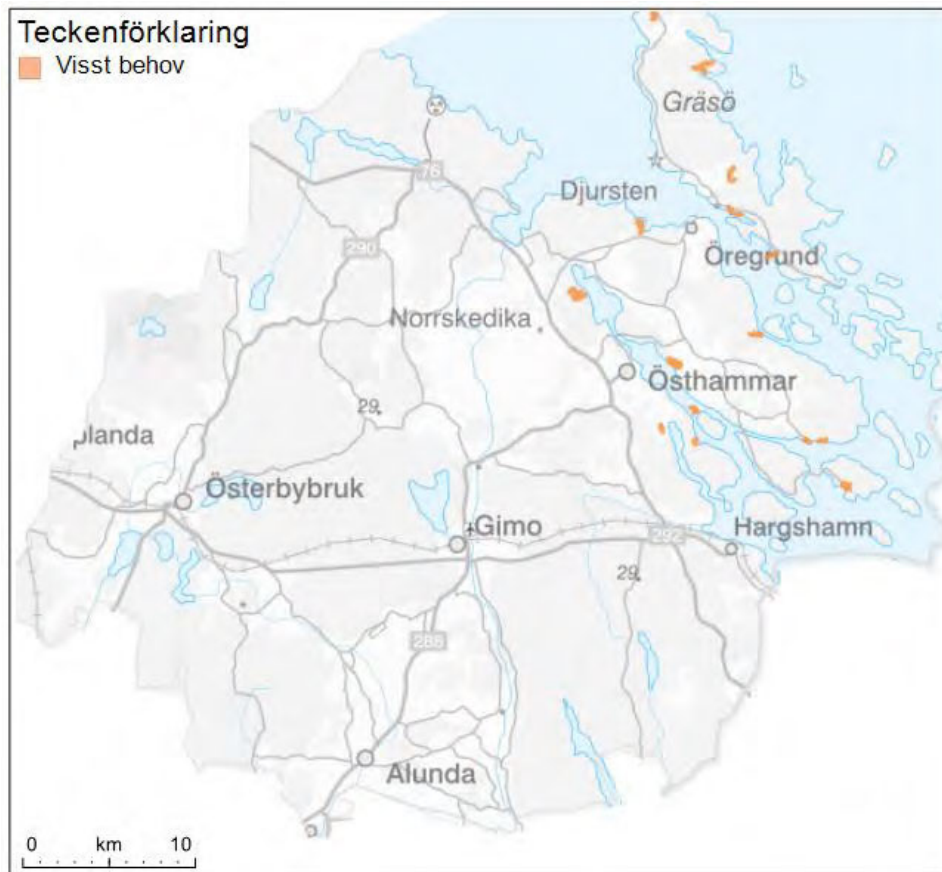 Teckenförklaring
Visst behov
Gräsö
76
Djursten
290
Öregrund
Norrskedika
Östhammar
29
planda
Österbybruk
Gimo
292
Hargshamn
29
288
Alunda
0 km 10